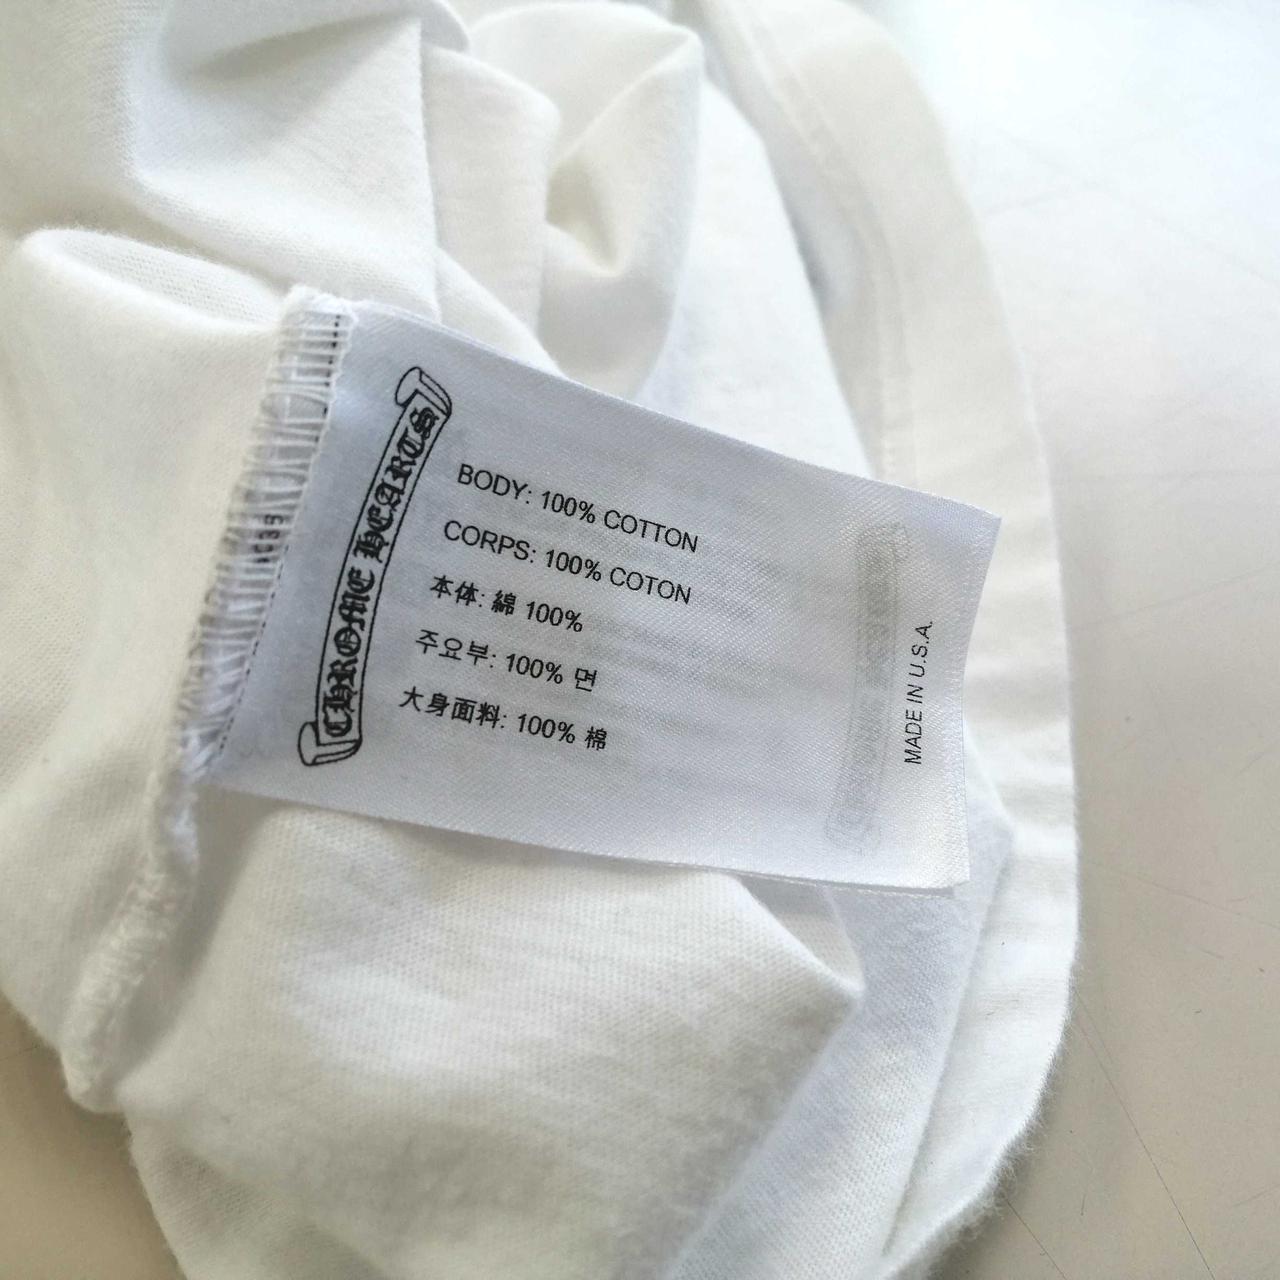 CHROME HEARTS
BODY: 100% COTTON
CORPS: 100% COTON
本体: 綿 100%
주요부: 100% 면
大身面料: 100% 棉
MADE IN U.S.A.